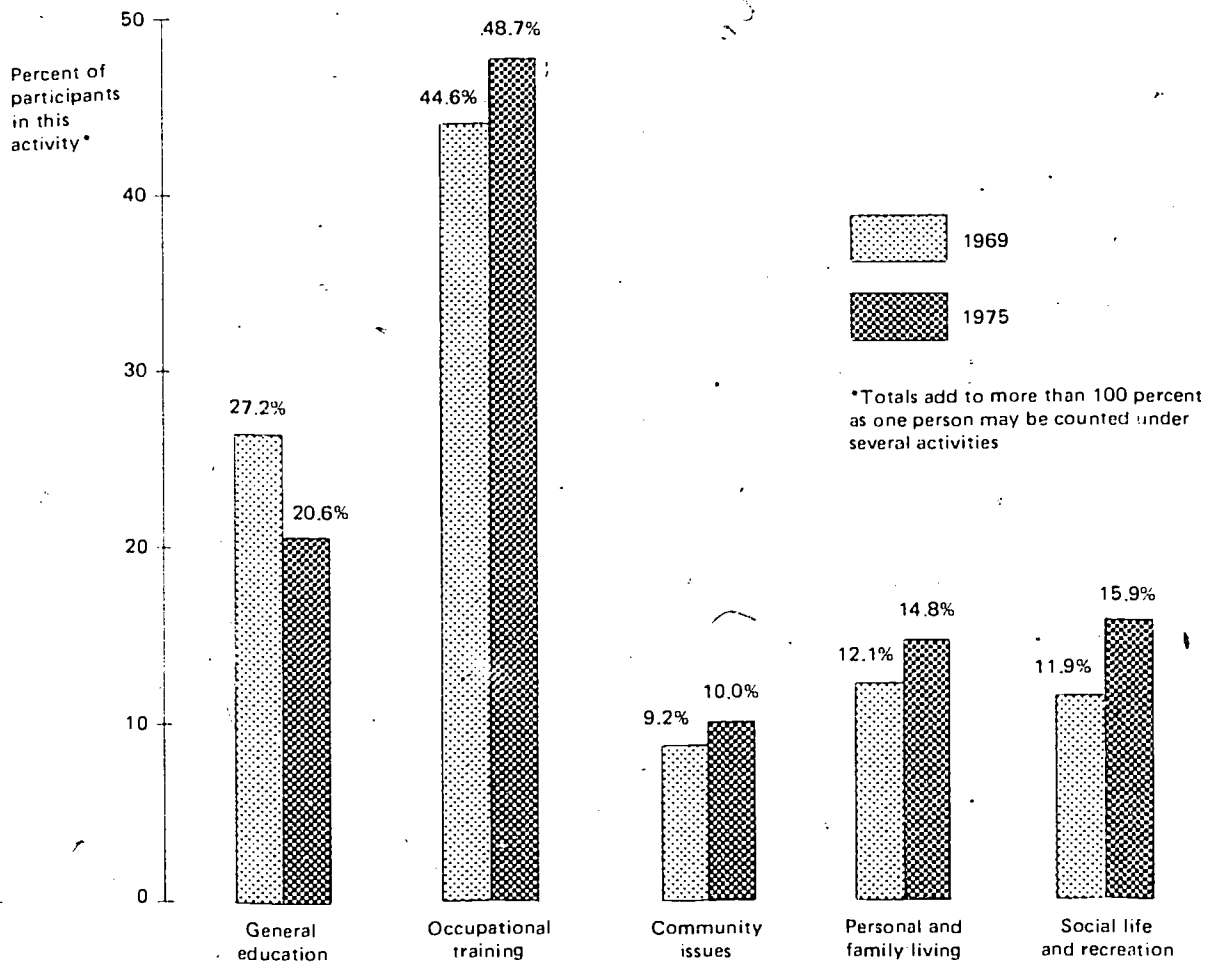 50
48.7%
Percent of
participants
in this
activity*
44.6%
40
1969
1975
30
*Totals add to more than 100 percent
as one person may be counted under
several activities
27.2%
20.6%
20
15.9%
14.8%
12.1%
11.9%
10.0%
9.2%
10
0
General
education
Occupational
training
Community
issues
Personal and
family living
Social life
and recreation